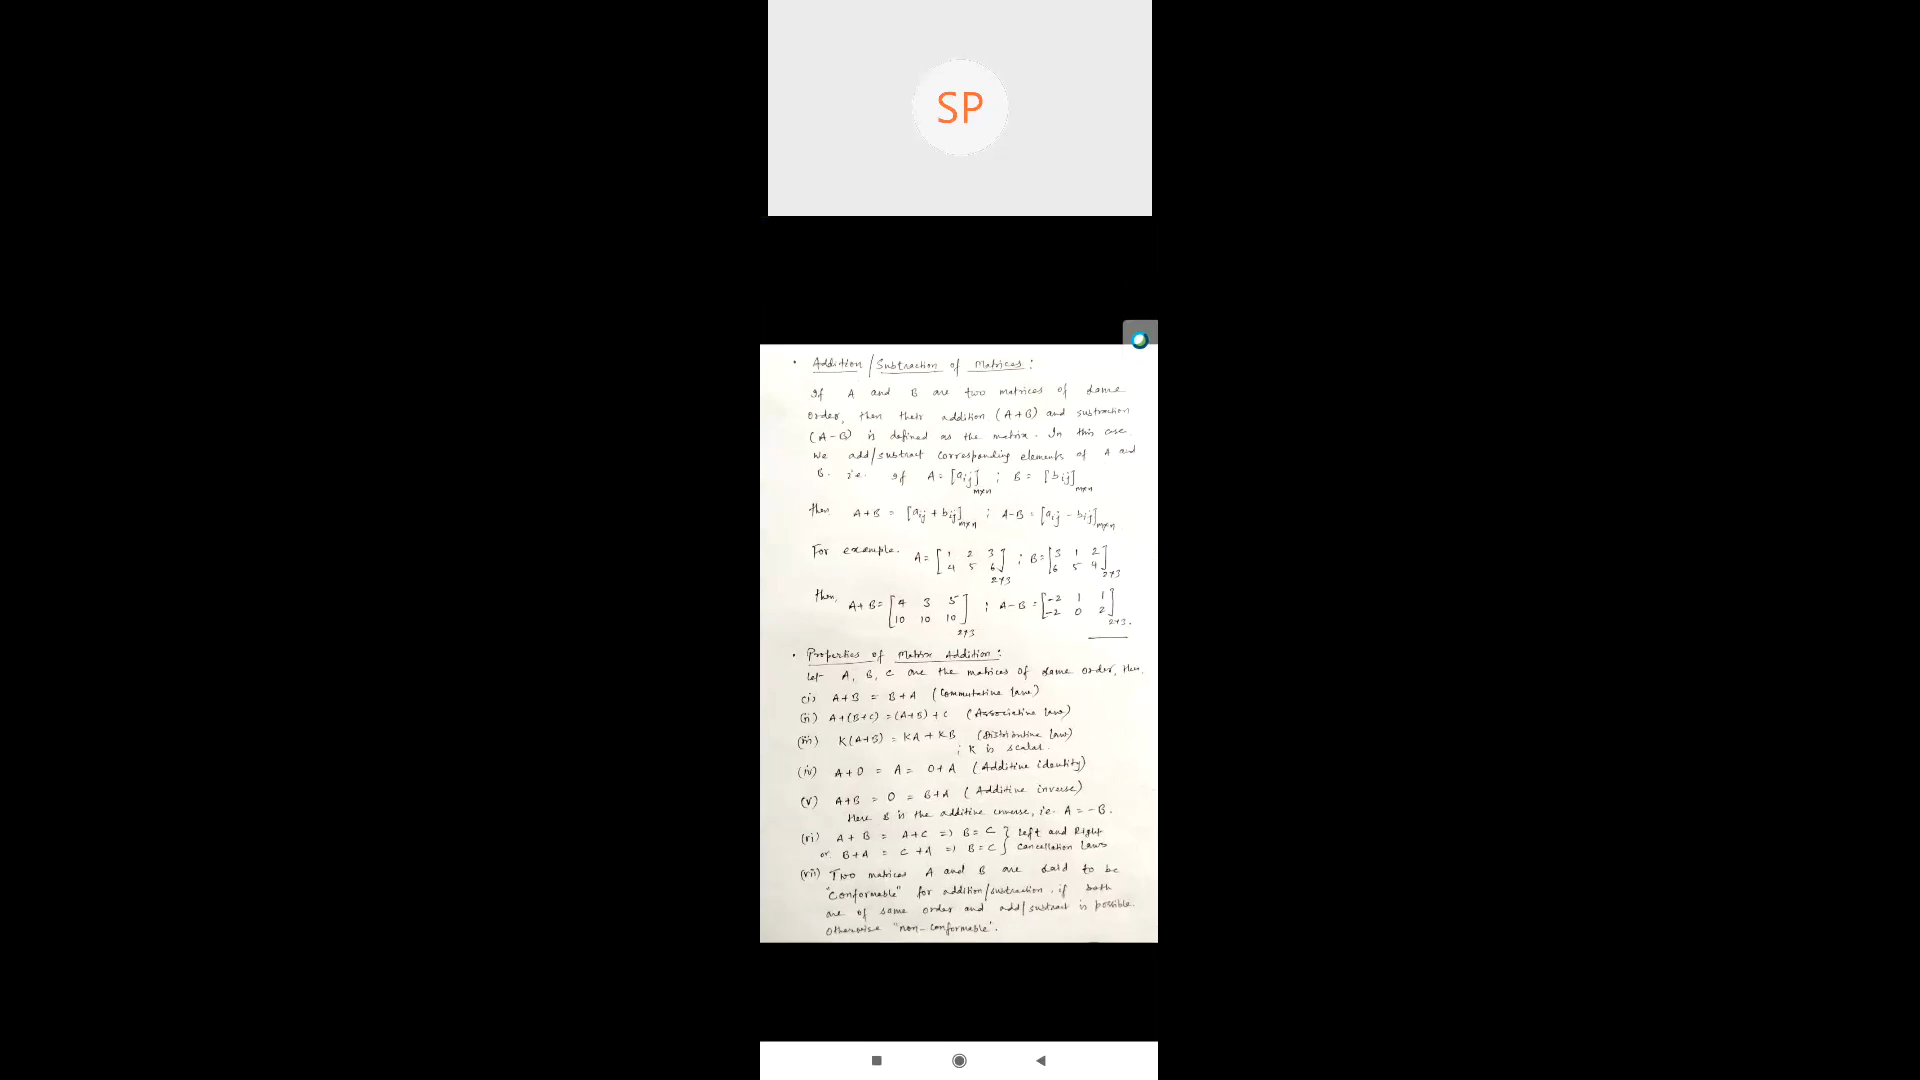 SP
• Addition/Subtraction of Matrices:
If A and B are two matrices of same
order, then their addition (A+B) and subtraction
(A-B) is defined as the matrix. In this case
we add/subtract corresponding elements of A and
B. i.e. If A = [aij]m×n ; B = [bij]m×n
then A+B = [aij + bij]m×n ; A-B = [aij - bij]m×n
For example. A = [1 2 3 ; B = [3 1 2
4 5 6]2×3 6 5 4]2×3
then, A+B = [4 3 5 ; A-B = [-2 1 1
10 10 10]2×3 -2 0 2]2×3.
• Properties of Matrix Addition:
Let A, B, C are the matrices of same order, then,
(i) A+B = B+A (Commutative law)
(ii) A+(B+C) = (A+B)+C (Associative law)
(iii) K(A+B) = KA + KB (Distributive law)
; K is scalar.
(iv) A+0 = A = 0+A (Additive identity)
(v) A+B = 0 = B+A (Additive inverse)
Here B is the additive inverse, i.e. A = -B.
(vi) A + B = A+C => B = C } Left and Right
or B+A = C+A => B = C } Cancellation Laws
(vii) Two matrices A and B are said to be
"Conformable" for addition/subtraction, if both
are of same order and add/subtract is possible.
Otherwise "non-conformable".